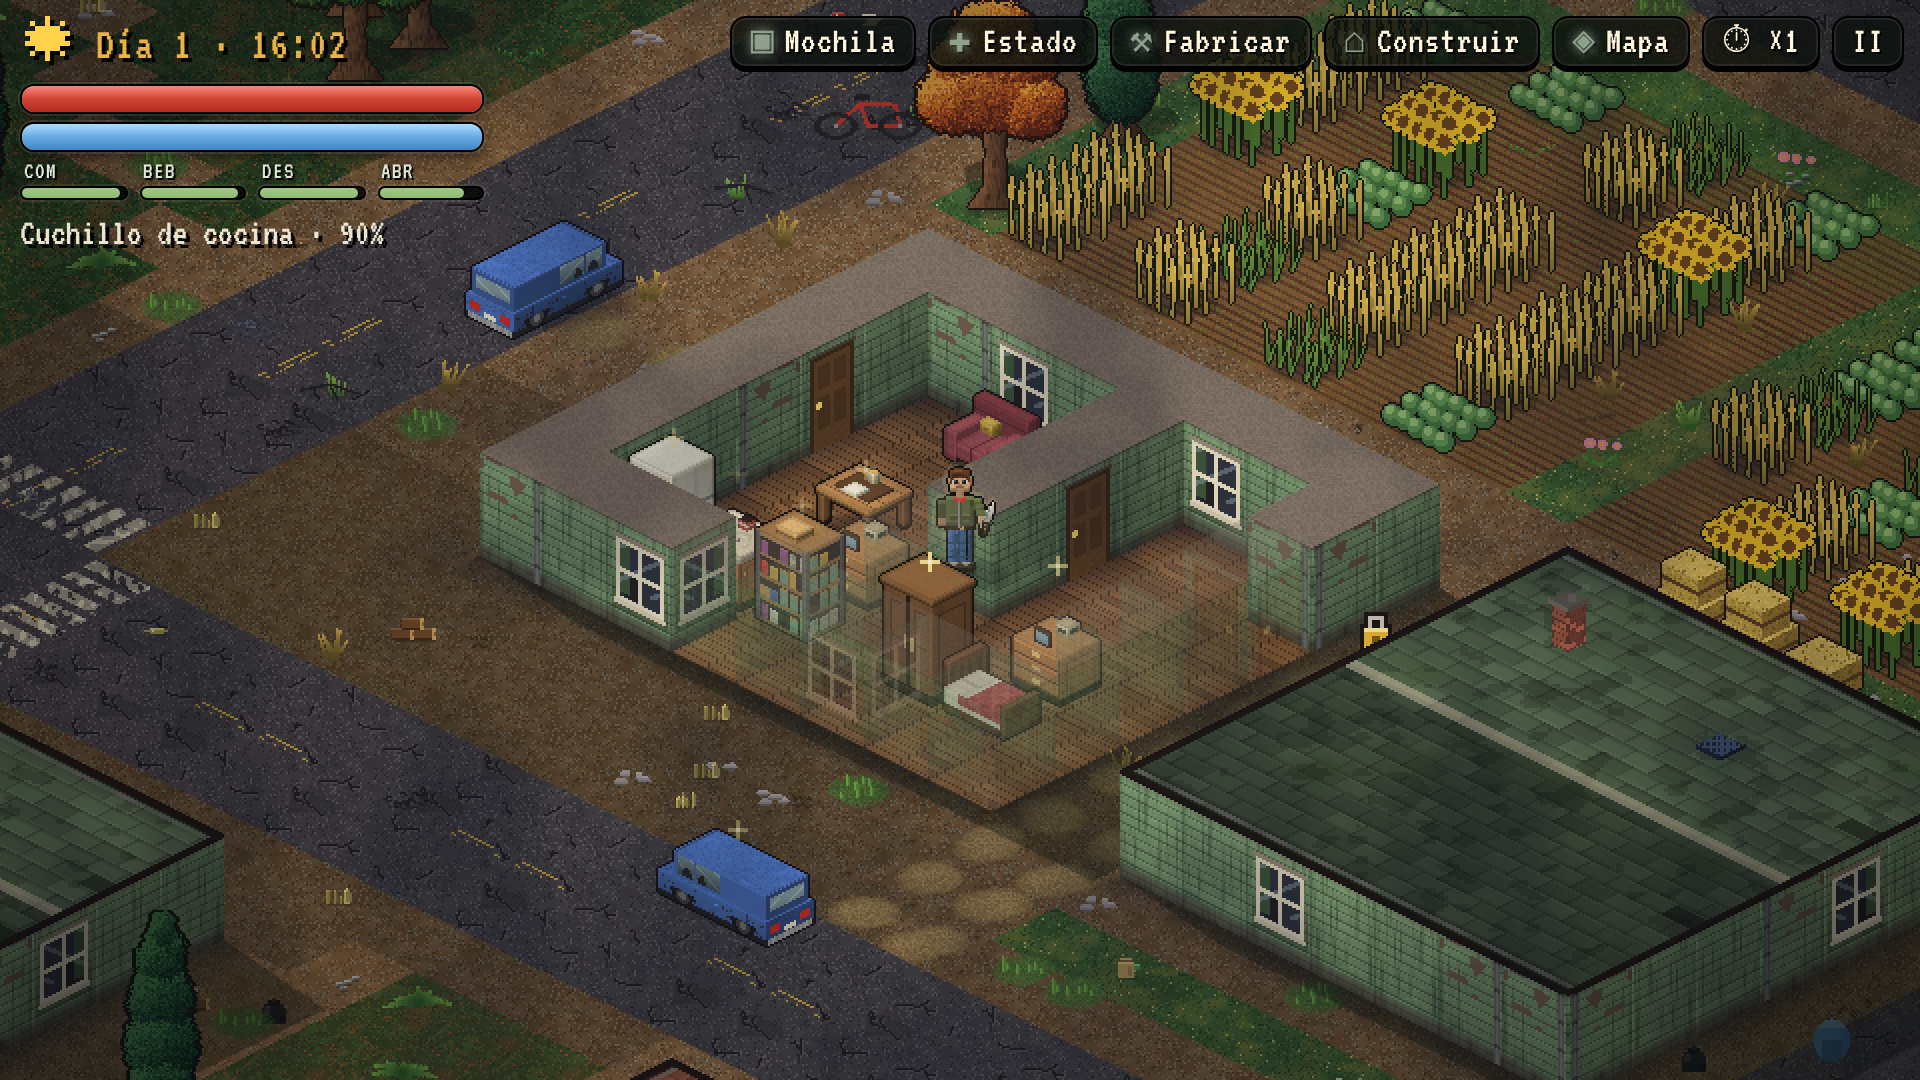 Día 1 · 16:02
Mochila
Estado
Fabricar
Construir
Mapa
X1
II
COM BEB DES ABR
Cuchillo de cocina · 90%